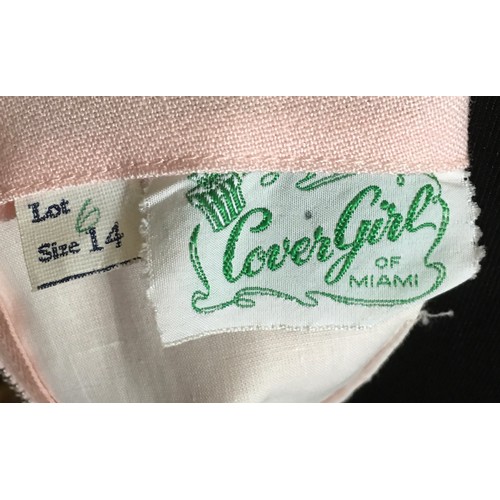 Lot 6
Size 14
Cover Girl
OF
MIAMI